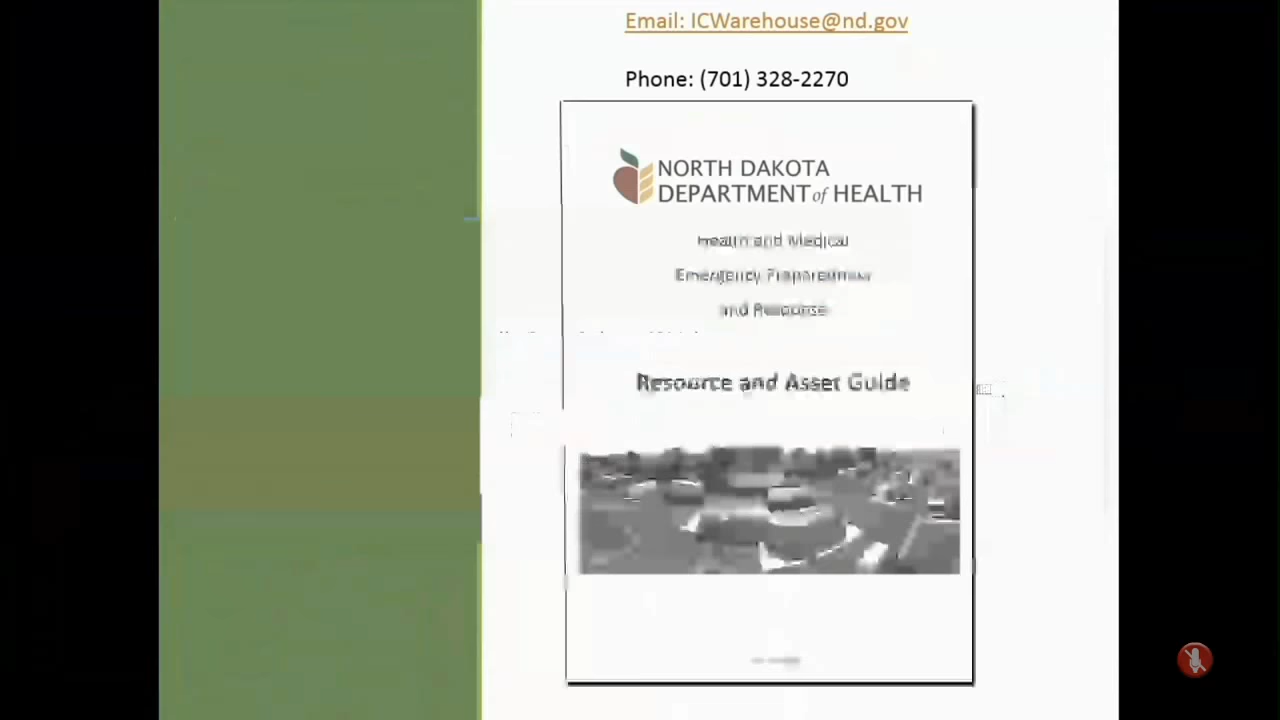 Email: ICWarehouse@nd.gov
Phone: (701) 328-2270
NORTH DAKOTA
DEPARTMENT of HEALTH
Health and Medical
Emergency Preparedness
and Response
Resource and Asset Guide